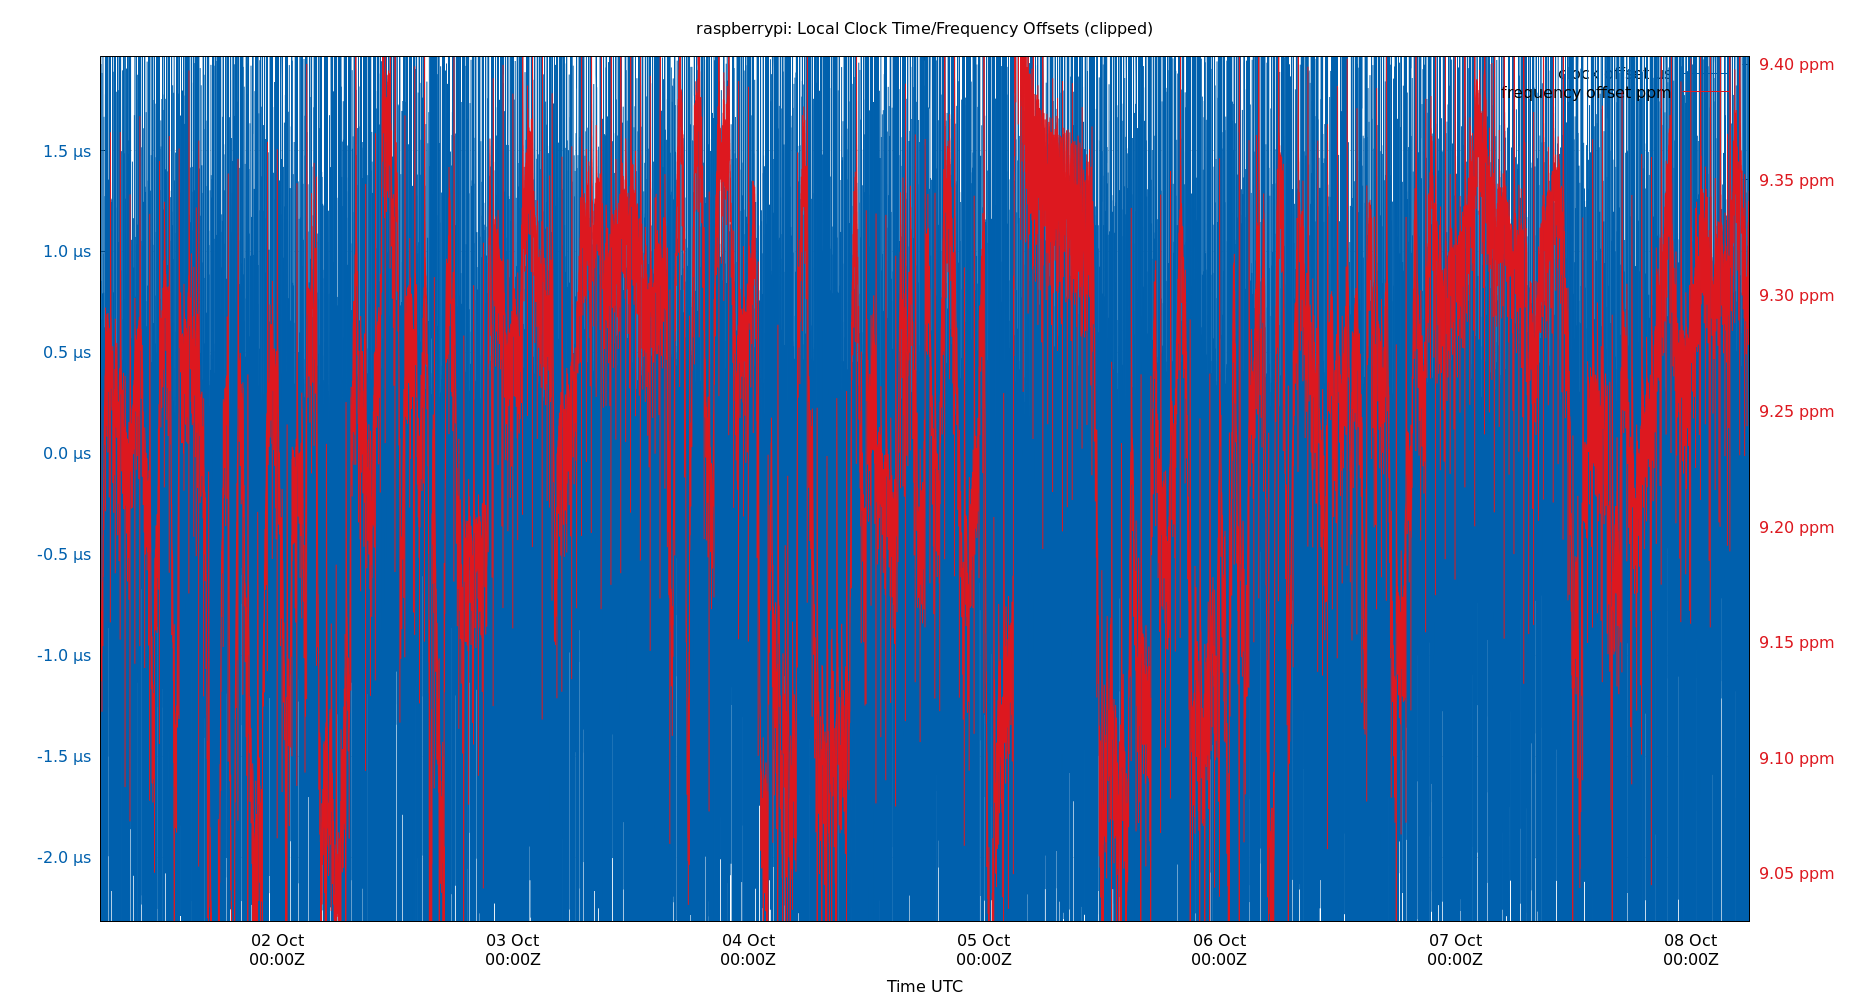 raspberrypi: Local Clock Time/Frequency Offsets (clipped)
clock offset us
frequency offset ppm
1.5 µs
1.0 µs
0.5 µs
0.0 µs
-0.5 µs
-1.0 µs
-1.5 µs
-2.0 µs
9.40 ppm
9.35 ppm
9.30 ppm
9.25 ppm
9.20 ppm
9.15 ppm
9.10 ppm
9.05 ppm
02 Oct 03 Oct 04 Oct 05 Oct 06 Oct 07 Oct 08 Oct
00:00Z 00:00Z 00:00Z 00:00Z 00:00Z 00:00Z 00:00Z
Time UTC